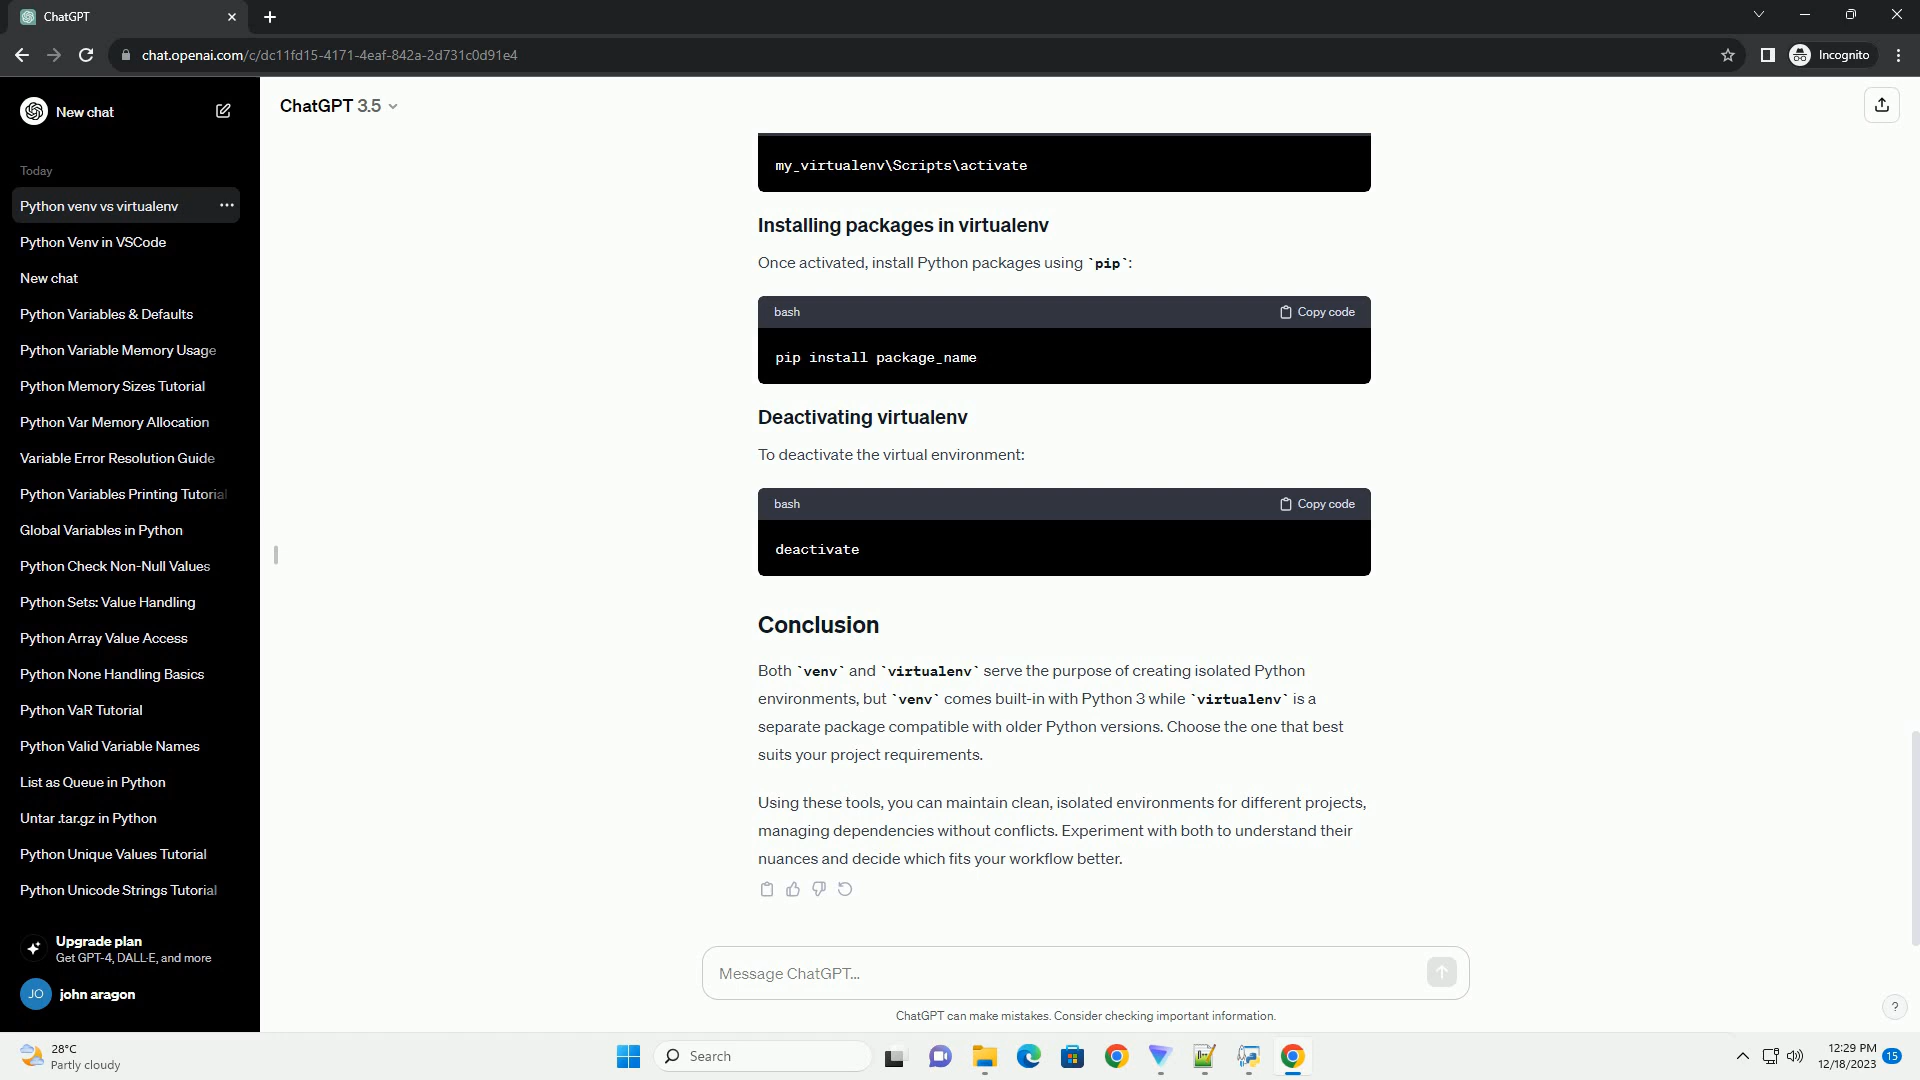 ChatGPT
chat.openai.com/c/dc11fd15-4171-4eaf-842a-2d731c0d91e4
Incognito
New chat
Today
Python venv vs virtualenv
Python Venv in VSCode
New chat
Python Variables & Defaults
Python Variable Memory Usage
Python Memory Sizes Tutorial
Python Var Memory Allocation
Variable Error Resolution Guide
Python Variables Printing Tutorial
Global Variables in Python
Python Check Non-Null Values
Python Sets: Value Handling
Python Array Value Access
Python None Handling Basics
Python VaR Tutorial
Python Valid Variable Names
List as Queue in Python
Untar .tar.gz in Python
Python Unique Values Tutorial
Python Unicode Strings Tutorial
Upgrade plan
Get GPT-4, DALL·E, and more
JO john aragon
ChatGPT 3.5
my_virtualenv\Scripts\activate
Installing packages in virtualenv
Once activated, install Python packages using `pip`:
bash Copy code
pip install package_name
Deactivating virtualenv
To deactivate the virtual environment:
bash Copy code
deactivate
Conclusion
Both `venv` and `virtualenv` serve the purpose of creating isolated Python
environments, but `venv` comes built-in with Python 3 while `virtualenv` is a
separate package compatible with older Python versions. Choose the one that best
suits your project requirements.
Using these tools, you can maintain clean, isolated environments for different projects,
managing dependencies without conflicts. Experiment with both to understand their
nuances and decide which fits your workflow better.
Message ChatGPT...
ChatGPT can make mistakes. Consider checking important information.
?
28°C
Partly cloudy
Search
12:29 PM
12/18/2023
15